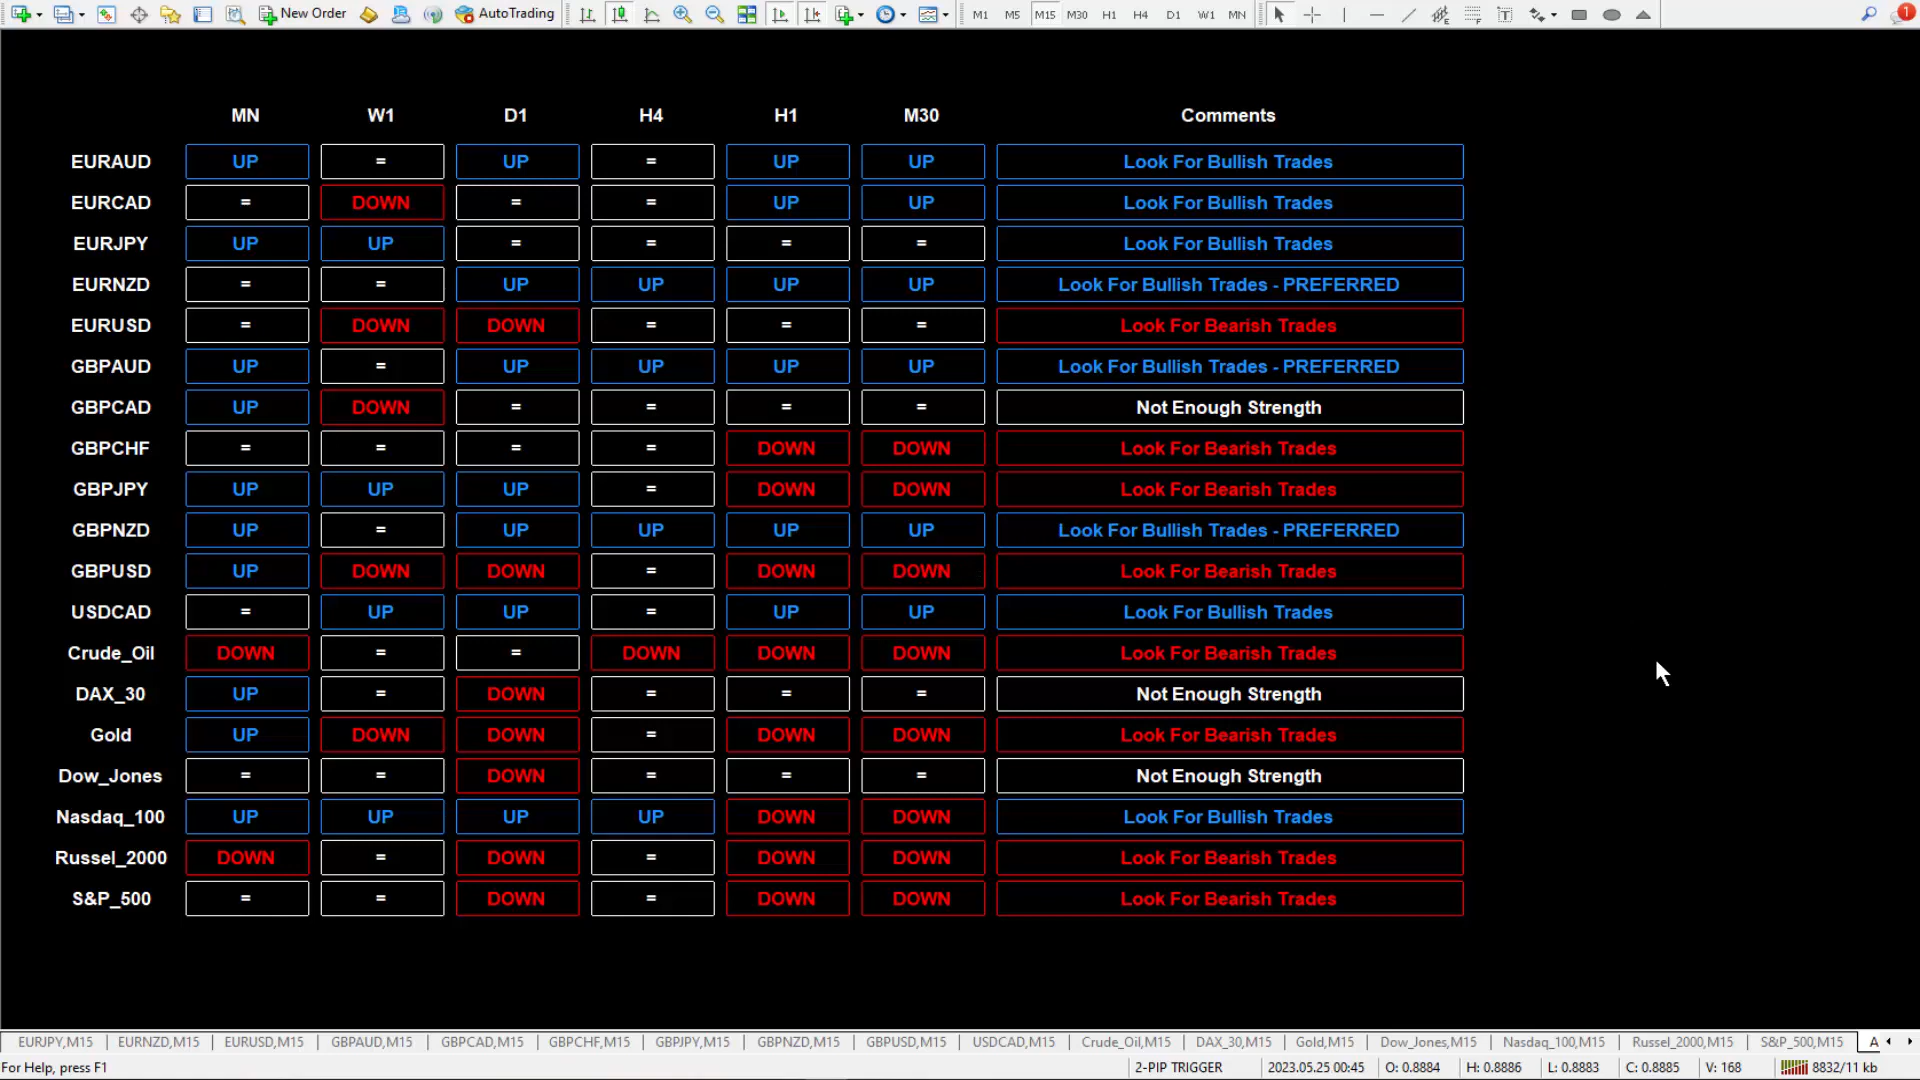 New Order AutoTrading M1 M5 M15 M30 H1 H4 D1 W1 MN 1
MN W1 D1 H4 H1 M30 Comments
EURAUD UP = UP = UP UP Look For Bullish Trades
EURCAD = DOWN = = UP UP Look For Bullish Trades
EURJPY UP UP = = = = Look For Bullish Trades
EURNZD = = UP UP UP UP Look For Bullish Trades - PREFERRED
EURUSD = DOWN DOWN = = = Look For Bearish Trades
GBPAUD UP = UP UP UP UP Look For Bullish Trades - PREFERRED
GBPCAD UP DOWN = = = = Not Enough Strength
GBPCHF = = = = DOWN DOWN Look For Bearish Trades
GBPJPY UP UP UP = DOWN DOWN Look For Bearish Trades
GBPNZD UP = UP UP UP UP Look For Bullish Trades - PREFERRED
GBPUSD UP DOWN DOWN = DOWN DOWN Look For Bearish Trades
USDCAD = UP UP = UP UP Look For Bullish Trades
Crude_Oil DOWN = = DOWN DOWN DOWN Look For Bearish Trades
DAX_30 UP = DOWN = = = Not Enough Strength
Gold UP DOWN DOWN = DOWN DOWN Look For Bearish Trades
Dow_Jones = = DOWN = = = Not Enough Strength
Nasdaq_100 UP UP UP UP DOWN DOWN Look For Bullish Trades
Russel_2000 DOWN = DOWN = DOWN DOWN Look For Bearish Trades
S&P_500 = = DOWN = DOWN DOWN Look For Bearish Trades
EURJPY,M15 EURNZD,M15 EURUSD,M15 GBPAUD,M15 GBPCAD,M15 GBPCHF,M15 GBPJPY,M15 GBPNZD,M15 GBPUSD,M15 USDCAD,M15 Crude_Oil,M15 DAX_30,M15 Gold,M15 Dow_Jones,M15 Nasdaq_100,M15 Russel_2000,M15 S&P_500,M15 A
For Help, press F1 2-PIP TRIGGER 2023.05.25 00:45 O: 0.8884 H: 0.8886 L: 0.8883 C: 0.8885 V: 168 8832/11 kb